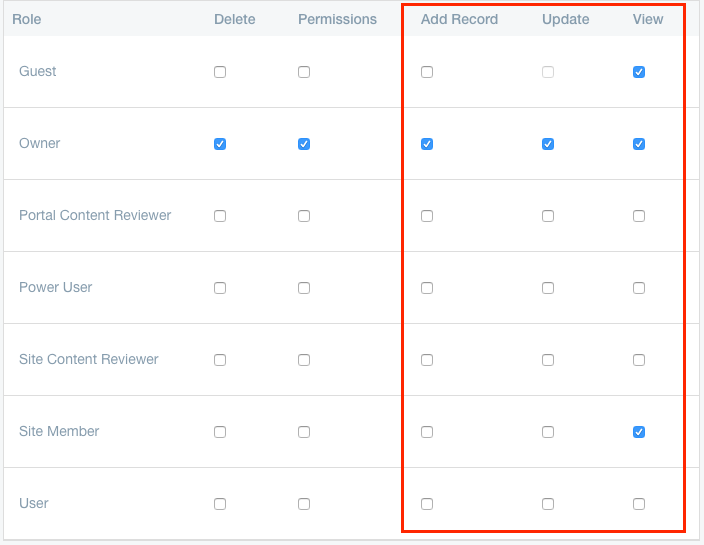 Role Delete Permissions Add Record Update View
Guest
Owner
Portal Content Reviewer
Power User
Site Content Reviewer
Site Member
User